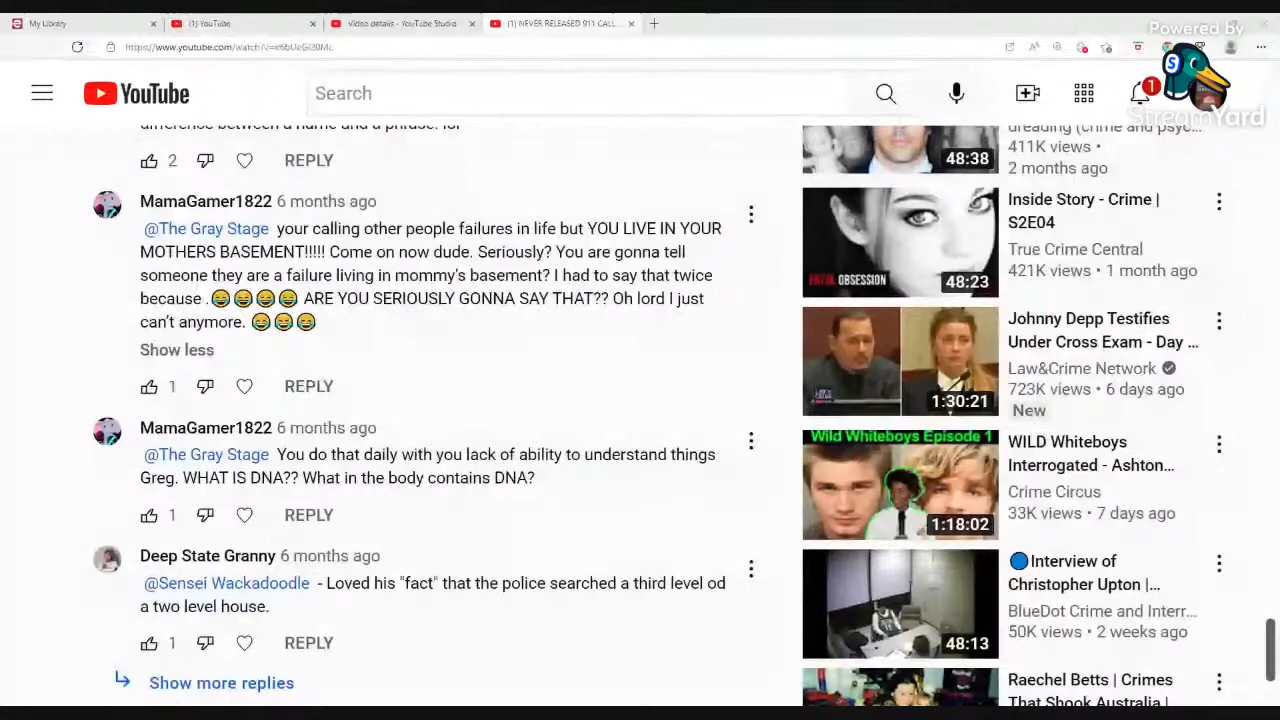 My Library
(1) YouTube
Video details - YouTube Studio
(1) NEVER RELEASED 911 CALL...
Powered by
YouTube
Search
1
StreamYard
difference between a name and a phrase. lol
2
REPLY
MamaGamer1822 6 months ago
@The Gray Stage your calling other people failures in life but YOU LIVE IN YOUR
MOTHERS BASEMENT!!!!! Come on now dude. Seriously? You are gonna tell
someone they are a failure living in mommy's basement? I had to say that twice
because .😂😂😂😂 ARE YOU SERIOUSLY GONNA SAY THAT?? Oh lord I just
can't anymore. 😂😂😂
Show less
1
REPLY
MamaGamer1822 6 months ago
@The Gray Stage You do that daily with you lack of ability to understand things
Greg. WHAT IS DNA?? What in the body contains DNA?
1
REPLY
Deep State Granny 6 months ago
@Sensei Wackadoodle - Loved his "fact" that the police searched a third level od
a two level house.
1
REPLY
Show more replies
48:38
dreading (crime and psyc...
411K views •
2 months ago
OBSESSION
48:23
Inside Story - Crime |
S2E04
True Crime Central
421K views • 1 month ago
1:30:21
Johnny Depp Testifies
Under Cross Exam - Day ...
Law&Crime Network
723K views • 6 days ago
New
Wild Whiteboys Episode 1
1:18:02
WILD Whiteboys
Interrogated - Ashton...
Crime Circus
33K views • 7 days ago
48:13
🔵Interview of
Christopher Upton |...
BlueDot Crime and Interr...
50K views • 2 weeks ago
Raechel Betts | Crimes
That Shook Australia |